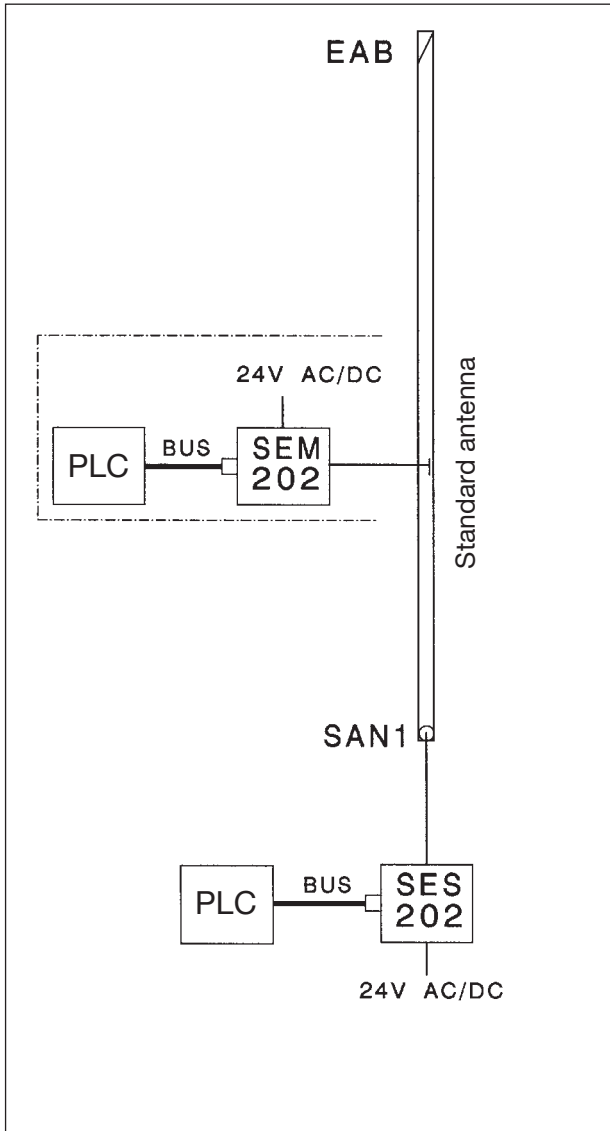 EAB
24V AC/DC
PLC
BUS
SEM
202
Standard antenna
SAN1
PLC
BUS
SES
202
24V AC/DC